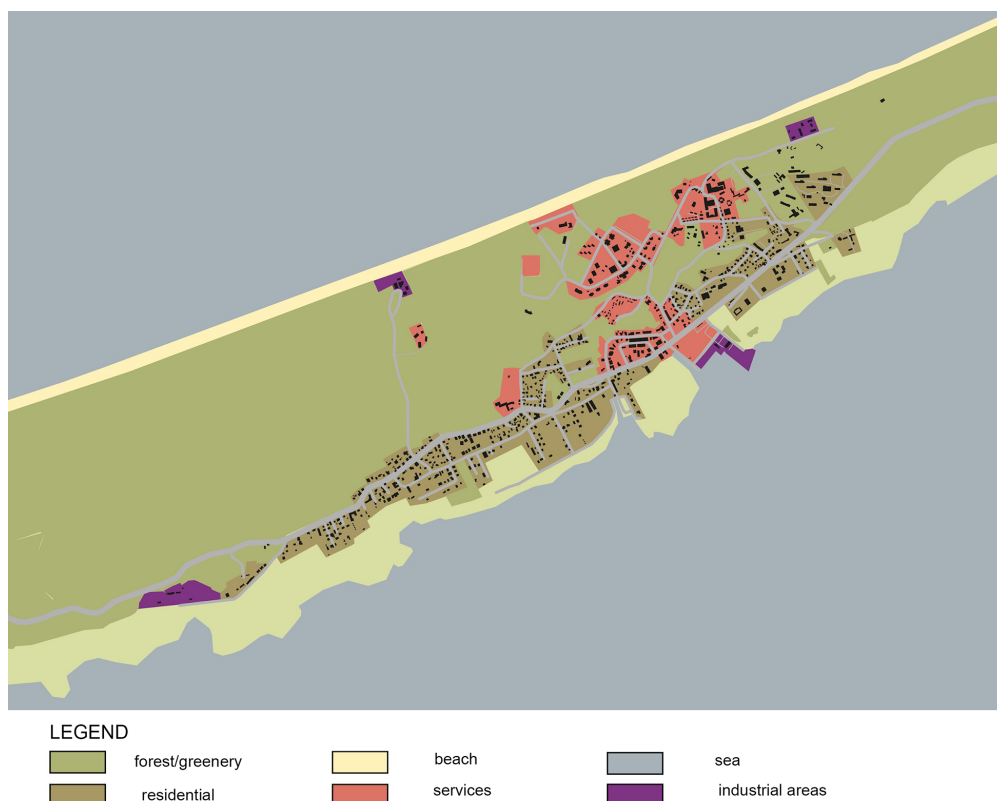 LEGEND
forest/greenery beach sea
residential services industrial areas